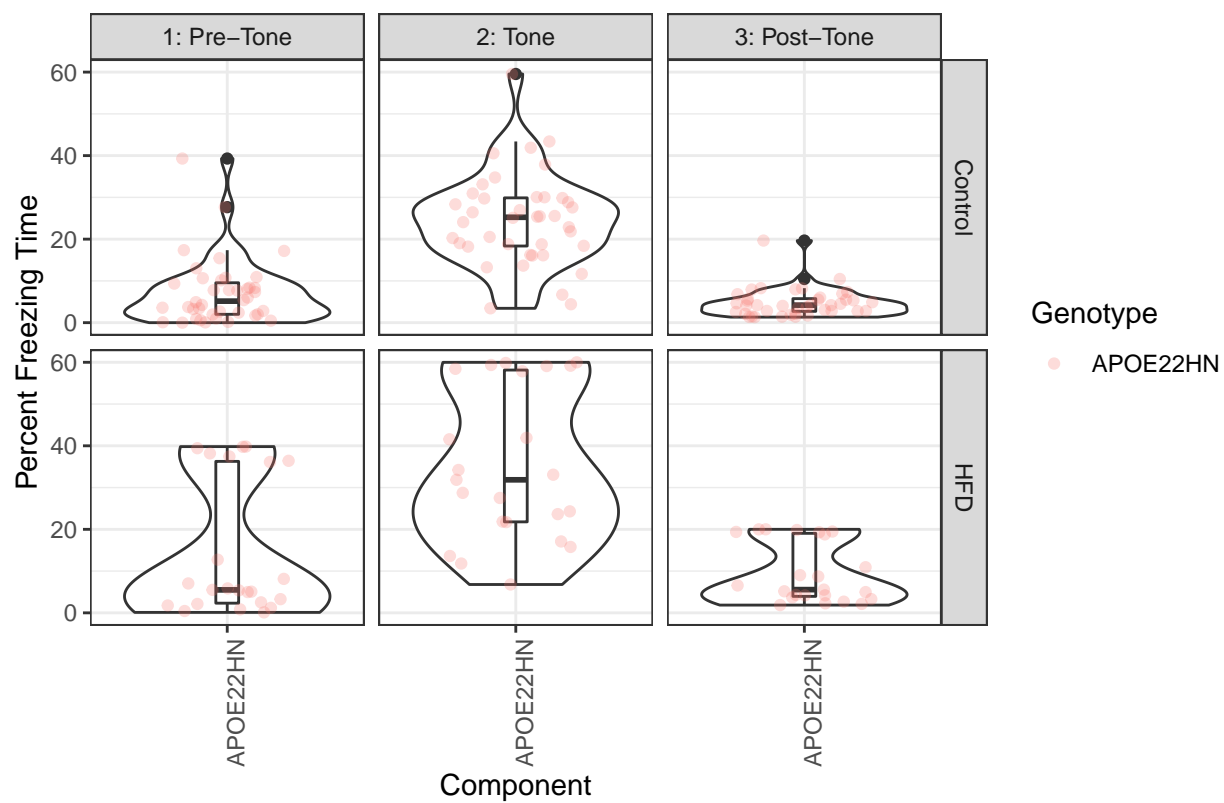 1: Pre−Tone
2: Tone
3: Post−Tone
60
40
20
0
Control
60
40
20
0
HFD
Percent Freezing Time
APOE22HN
APOE22HN
APOE22HN
Component
Genotype
APOE22HN